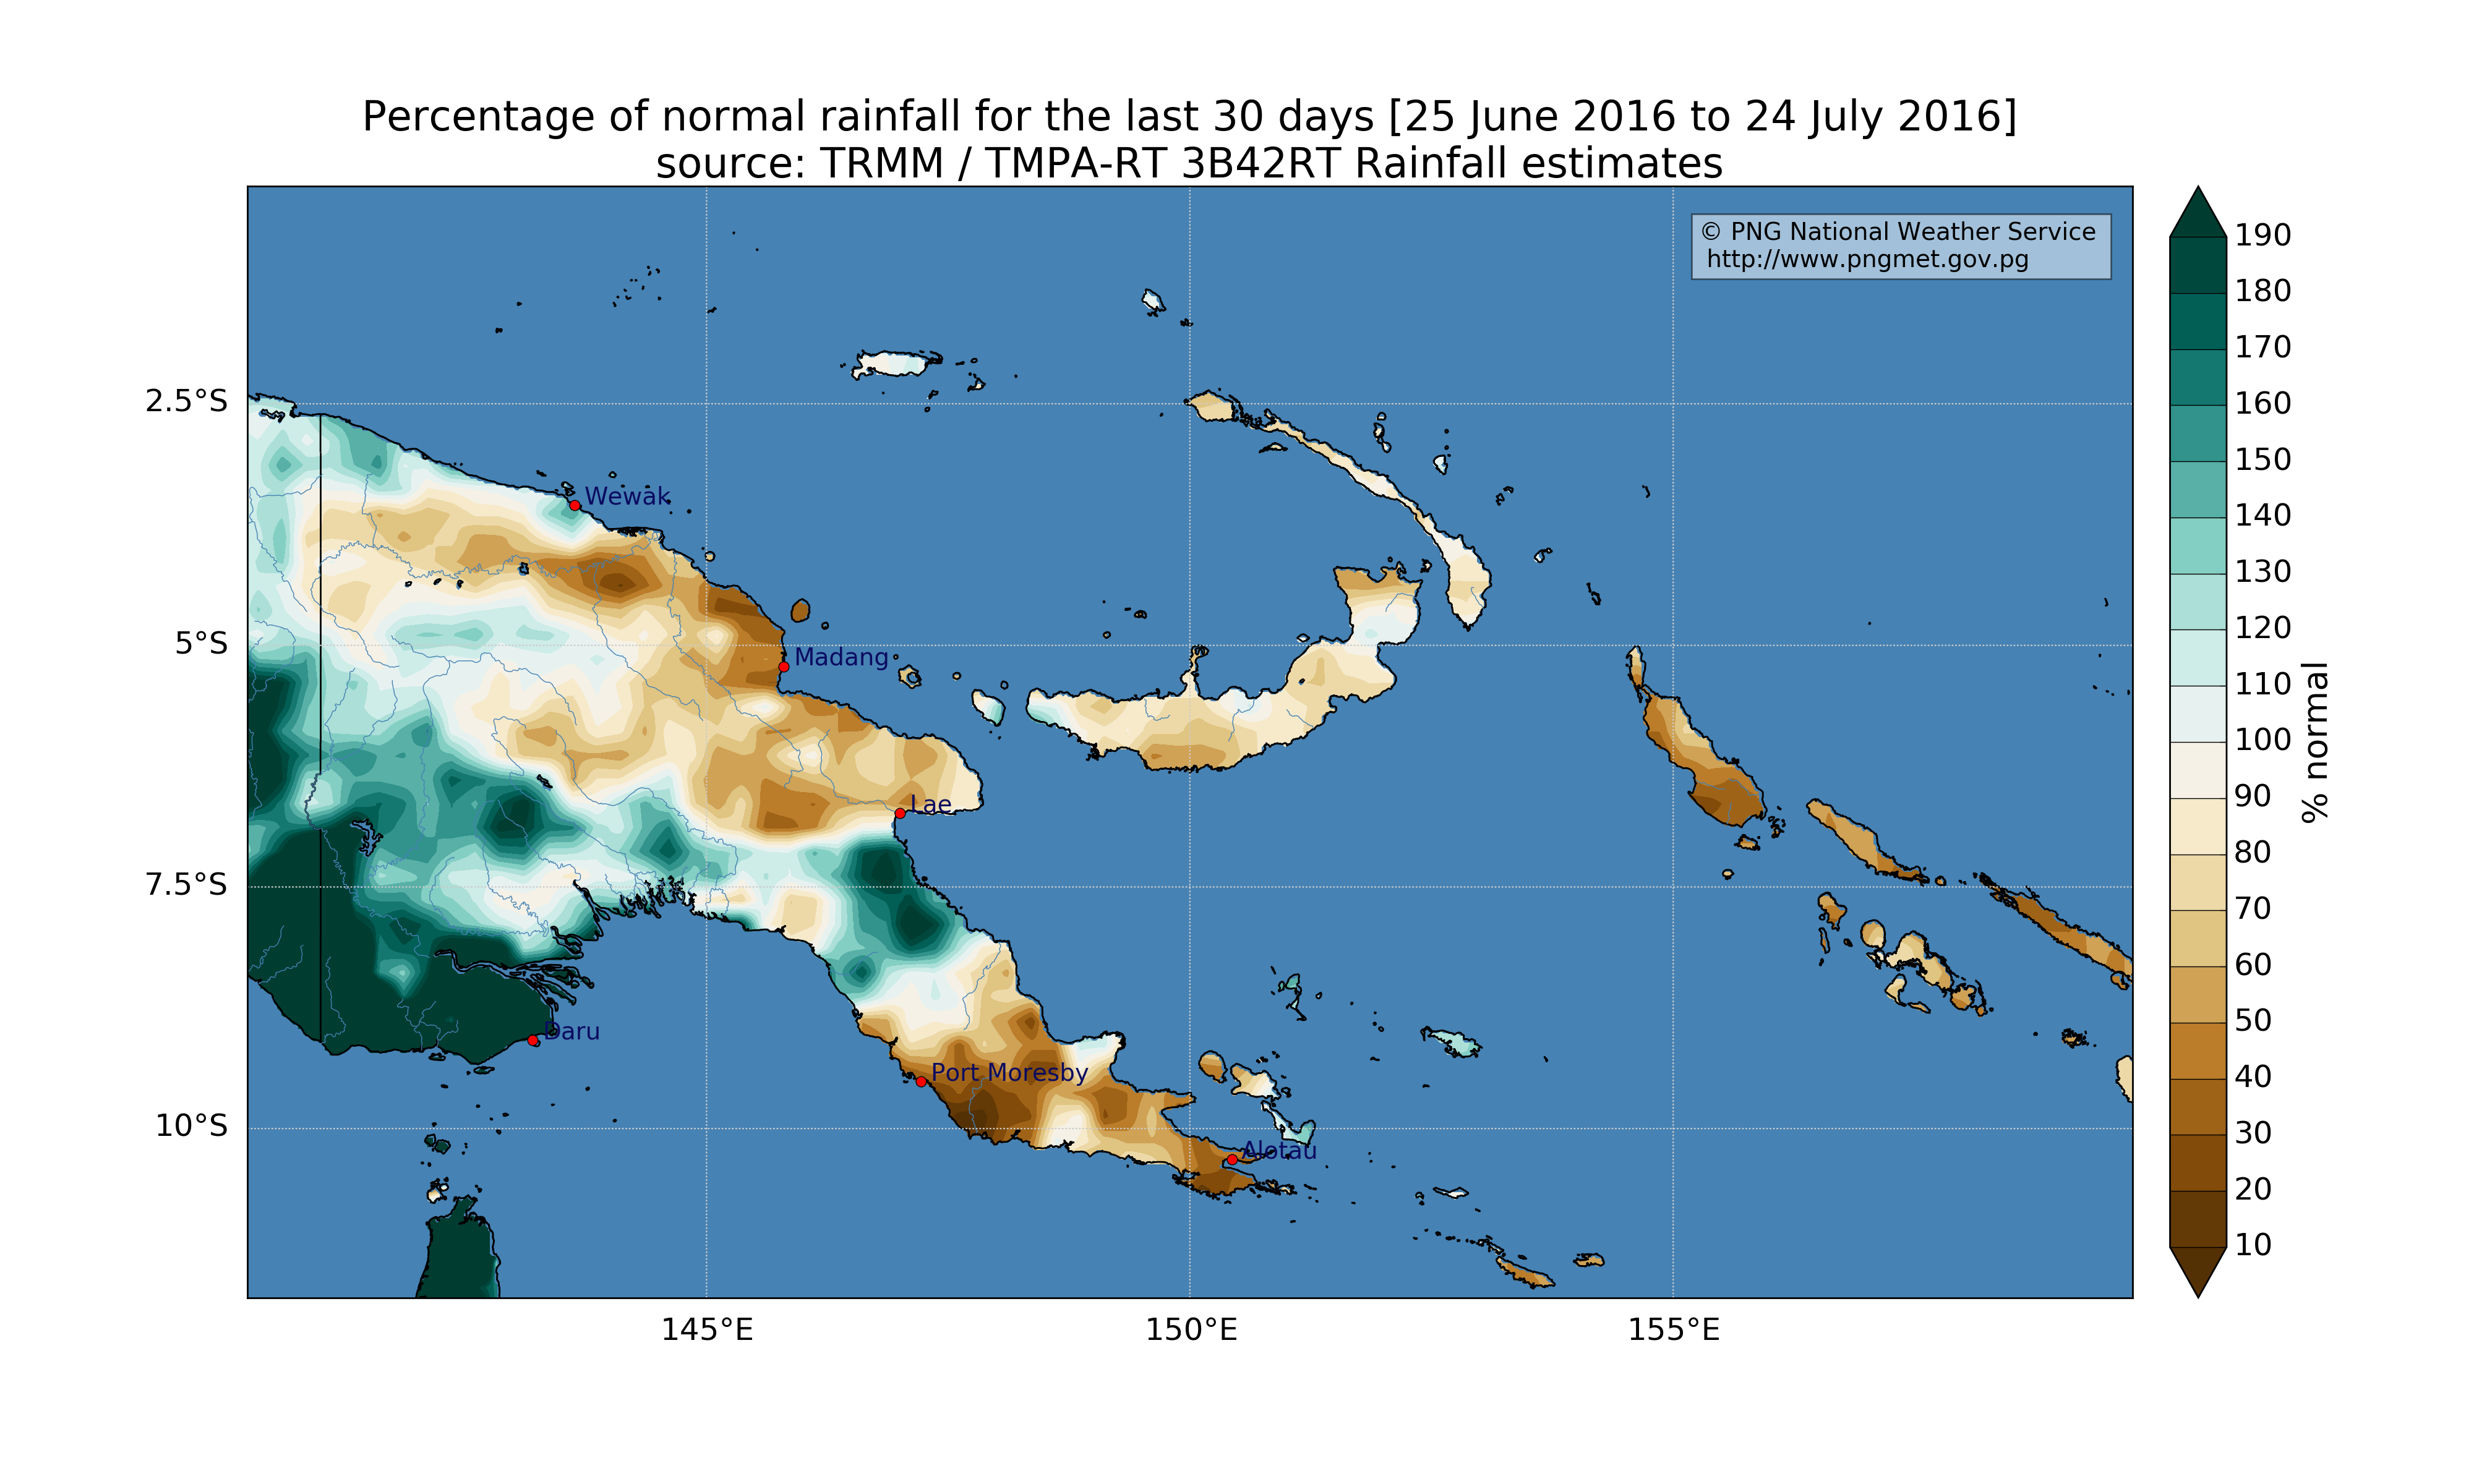 Percentage of normal rainfall for the last 30 days [25 June 2016 to 24 July 2016]
source: TRMM / TMPA-RT 3B42RT Rainfall estimates
© PNG National Weather Service
http://www.pngmet.gov.pg
2.5°S
5°S
7.5°S
10°S
145°E
150°E
155°E
Wewak
Madang
Lae
Daru
Port Moresby
Alotau
190
180
170
160
150
140
130
120
110
100
90
80
70
60
50
40
30
20
10
% normal